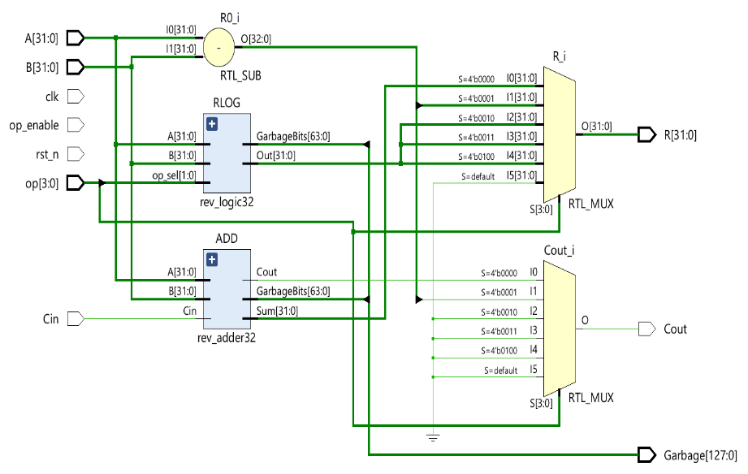 R0_i
A[31:0]
I0[31:0]
O[32:0]
-
B[31:0]
I1[31:0]
RTL_SUB
R_i
clk
RLOG
S=4'b0000 I0[31:0]
S=4'b0001 I1[31:0]
op_enable
+
S=4'b0010 I2[31:0]
O[31:0]
R[31:0]
A[31:0]
GarbageBits[63:0]
S=4'b0011 I3[31:0]
rst_n
B[31:0]
Out[31:0]
S=4'b0100 I4[31:0]
op[3:0]
op_sel[1:0]
S=default I5[31:0]
rev_logic32
S[3:0]
RTL_MUX
ADD
Cout_i
+
A[31:0]
Cout
S=4'b0000 I0
B[31:0]
GarbageBits[63:0]
S=4'b0001 I1
Cin
Cin
Sum[31:0]
S=4'b0010 I2
O
Cout
rev_adder32
S=4'b0011 I3
S=4'b0100 I4
S=default I5
S[3:0]
RTL_MUX
Garbage[127:0]